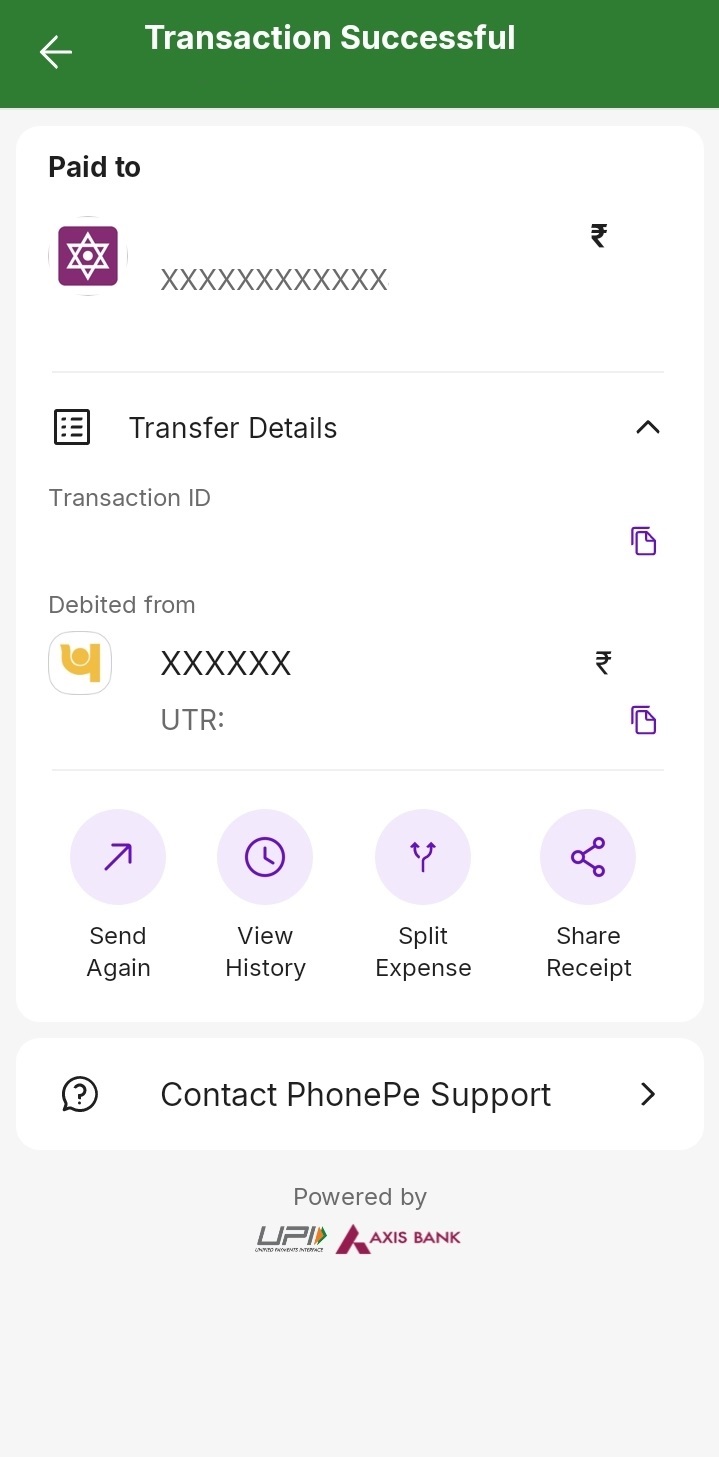 Transaction Successful
Paid to
₹
XXXXXXXXXXXX
Transfer Details
Transaction ID
Debited from
XXXXXX ₹
UTR:
Send Again
View History
Split Expense
Share Receipt
Contact PhonePe Support
Powered by
UPI AXIS BANK
UNIFIED PAYMENTS INTERFACE